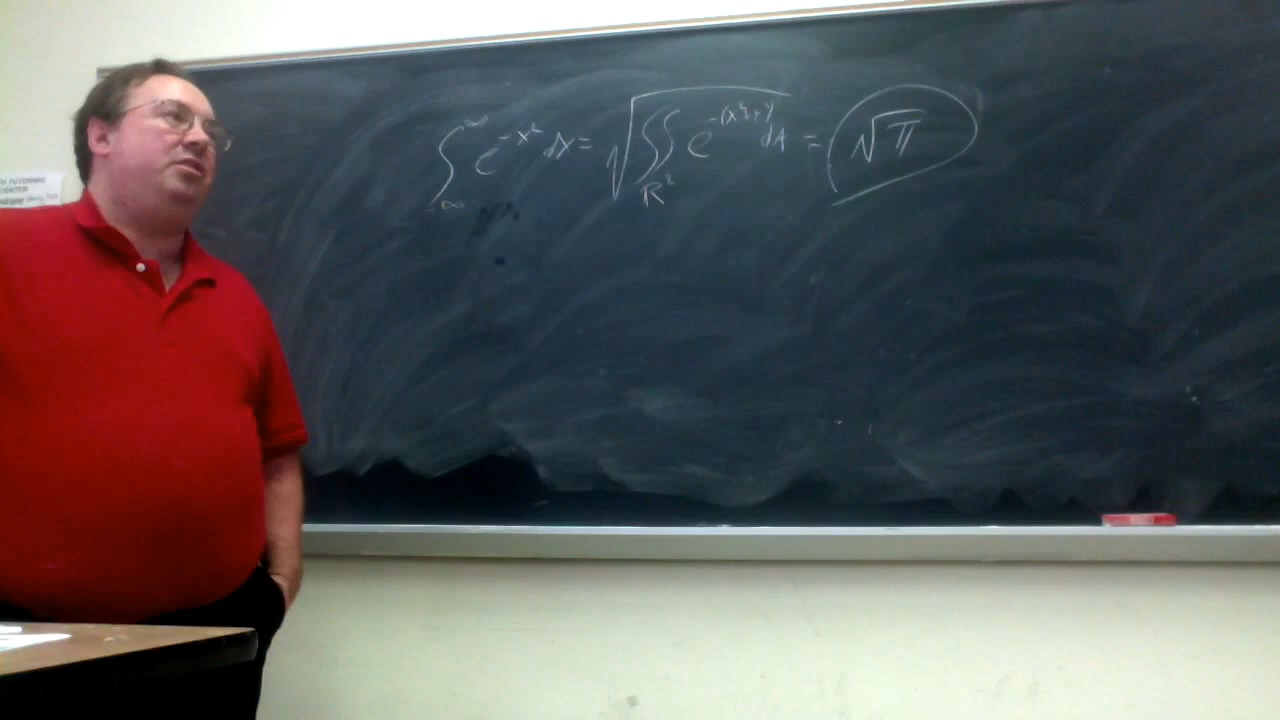 ∫_{-∞}^{∞} e^{-x²} dx = √(∬_{R²} e^{-(x²+y²)} dA) = √π